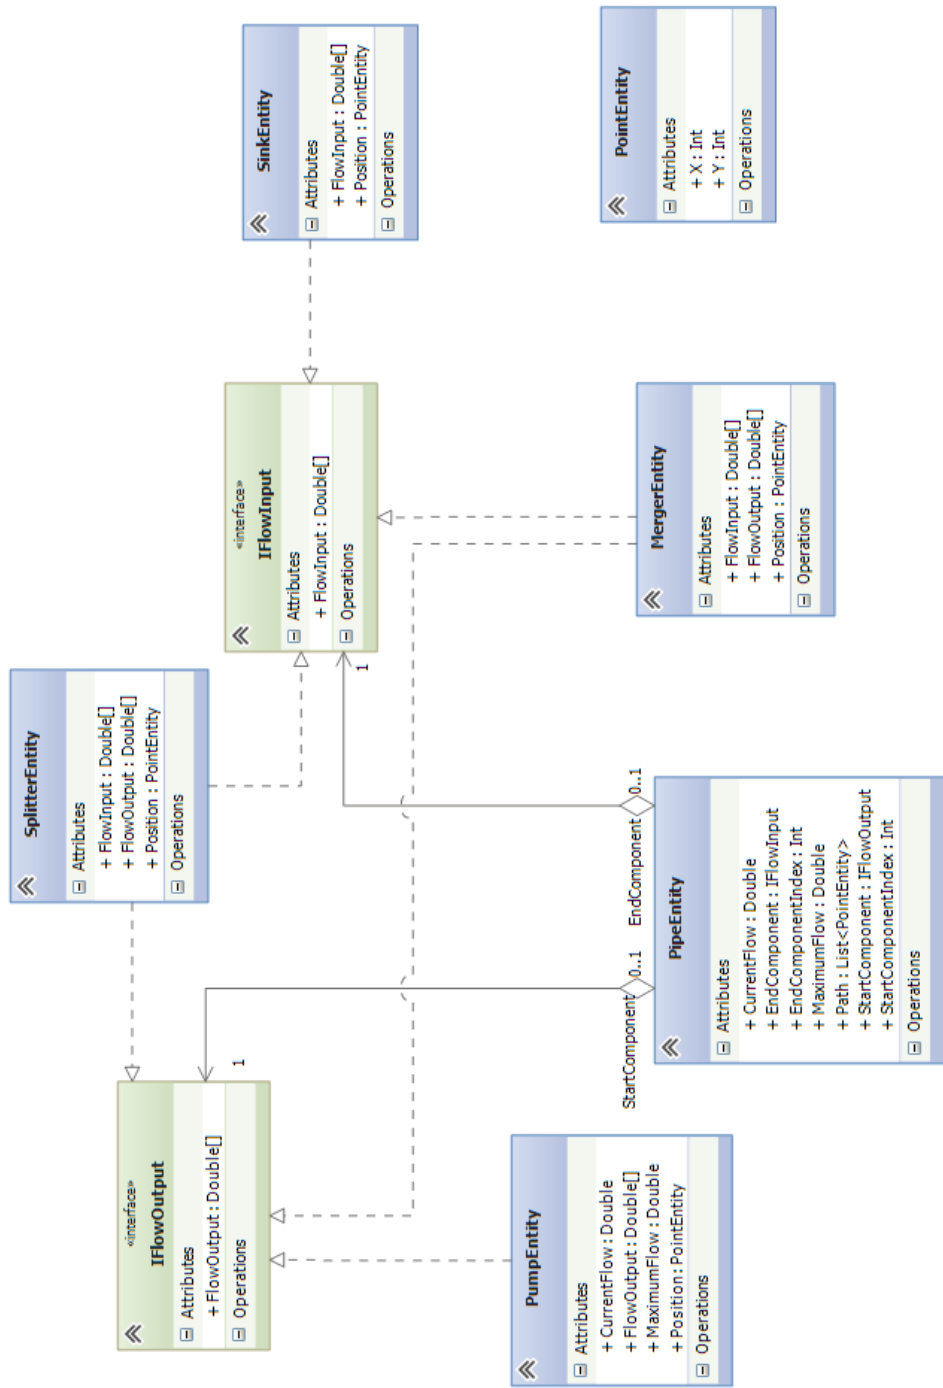 «interface»
IFlowOutput
Attributes
+ FlowOutput : Double[]
Operations
SplitterEntity
Attributes
+ FlowInput : Double[]
+ FlowOutput : Double[]
+ Position : PointEntity
Operations
«interface»
IFlowInput
Attributes
+ FlowInput : Double[]
Operations
SinkEntity
Attributes
+ FlowInput : Double[]
+ Position : PointEntity
Operations
1
1
StartComponent
0..1
EndComponent
0..1
PumpEntity
Attributes
+ CurrentFlow : Double
+ FlowOutput : Double[]
+ MaximumFlow : Double
+ Position : PointEntity
Operations
PipeEntity
Attributes
+ CurrentFlow : Double
+ EndComponent : IFlowInput
+ EndComponentIndex : Int
+ MaximumFlow : Double
+ Path : List<PointEntity>
+ StartComponent : IFlowOutput
+ StartComponentIndex : Int
Operations
MergerEntity
Attributes
+ FlowInput : Double[]
+ FlowOutput : Double[]
+ Position : PointEntity
Operations
PointEntity
Attributes
+ X : Int
+ Y : Int
Operations